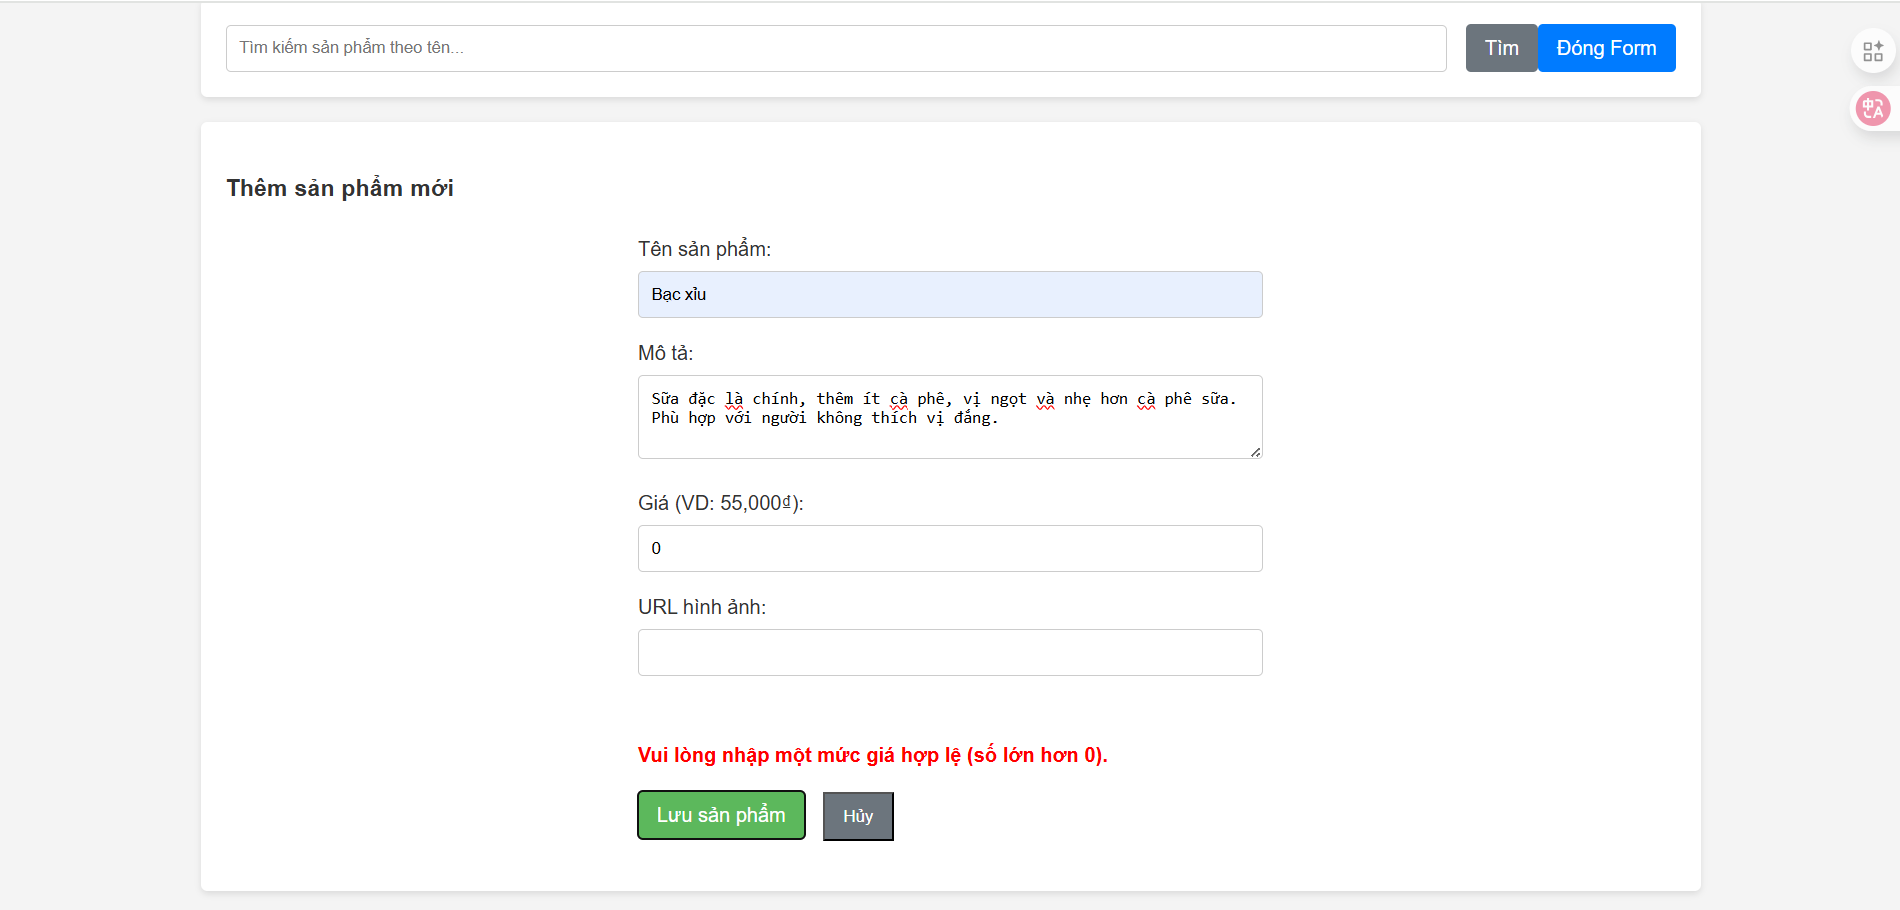 Tìm kiếm sản phẩm theo tên...
Tìm
Đóng Form
Thêm sản phẩm mới
Tên sản phẩm:
Bạc xỉu
Mô tả:
Sữa đặc là chính, thêm ít cà phê, vị ngọt và nhẹ hơn cà phê sữa.
Phù hợp với người không thích vị đắng.
Giá (VD: 55,000₫):
0
URL hình ảnh:
Vui lòng nhập một mức giá hợp lệ (số lớn hơn 0).
Lưu sản phẩm
Hủy